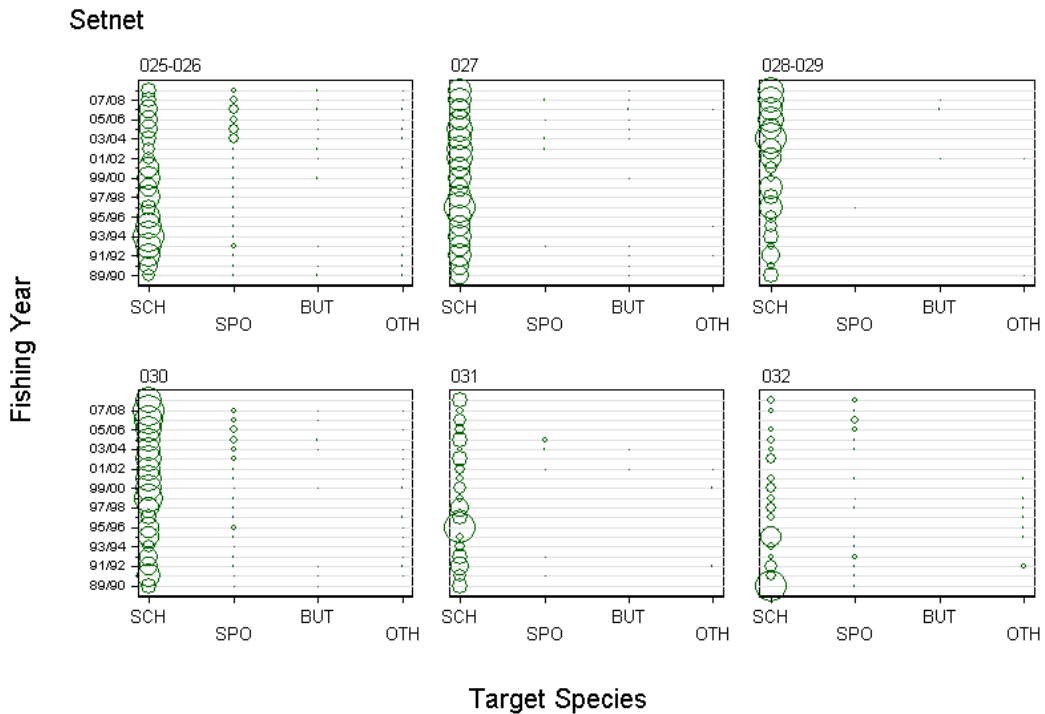 Setnet
025-026
027
028-029
07/08
05/06
03/04
01/02
99/00
97/98
95/96
93/94
91/92
89/90
SCH SPO BUT OTH
SCH SPO BUT OTH
SCH SPO BUT OTH
030
031
032
07/08
05/06
03/04
01/02
99/00
97/98
95/96
93/94
91/92
89/90
SCH SPO BUT OTH
SCH SPO BUT OTH
SCH SPO BUT OTH
Fishing Year
Target Species